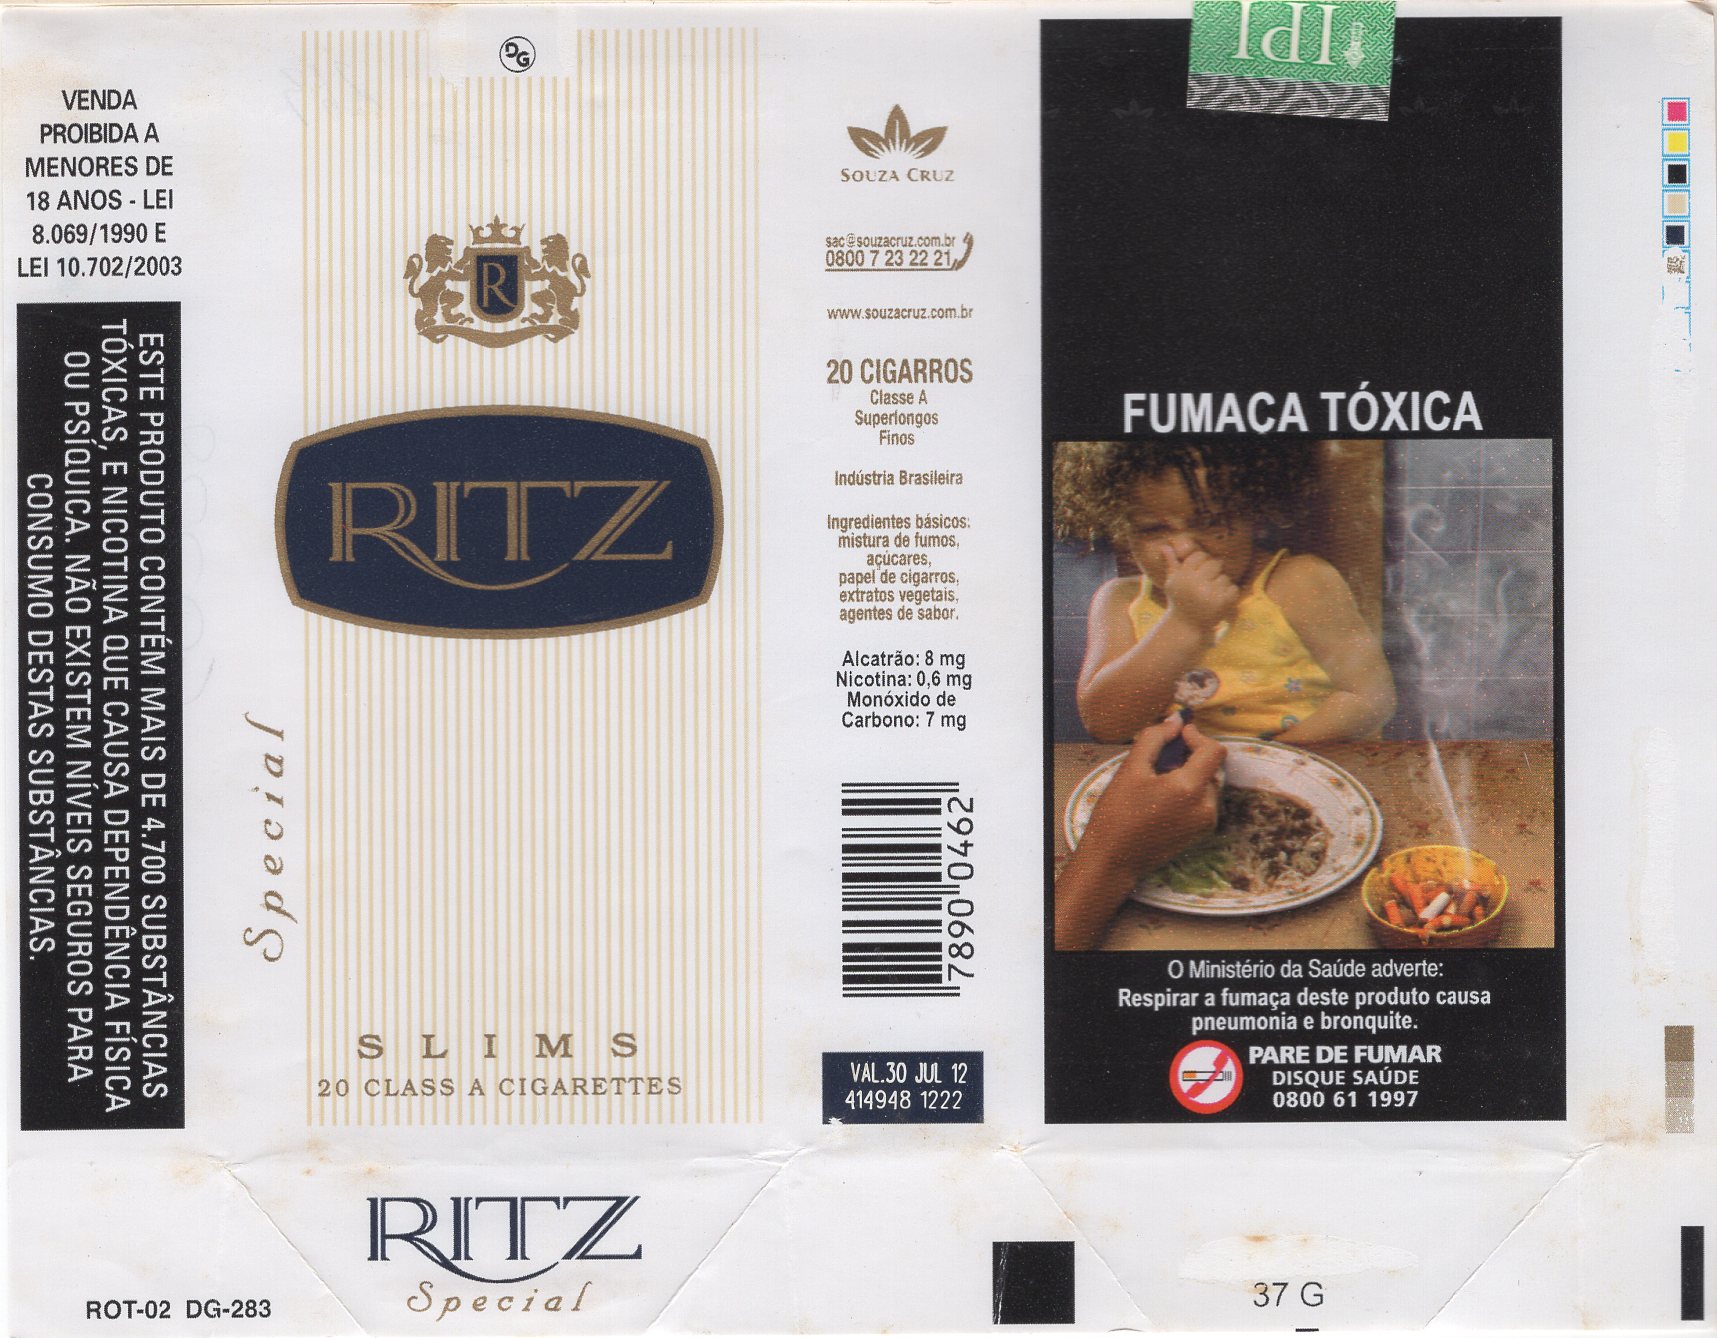 VENDA
PROIBIDA A
MENORES DE
18 ANOS - LEI
8.069/1990 E
LEI 10.702/2003
ESTE PRODUTO CONTÉM MAIS DE 4.700 SUBSTÂNCIAS
TÓXICAS, E NICOTINA QUE CAUSA DEPENDÊNCIA FÍSICA
OU PSÍQUICA. NÃO EXISTEM NÍVEIS SEGUROS PARA
CONSUMO DESTAS SUBSTÂNCIAS.
DG
R
RITZ
Special
SLIMS
20 CLASS A CIGARETTES
RITZ
Special
ROT-02 DG-283
SOUZA CRUZ
sac@souzacruz.com.br
0800 7 23 22 21
www.souzacruz.com.br
20 CIGARROS
Classe A
Superlongos
Finos
Indústria Brasileira
Ingredientes básicos:
mistura de fumos,
açúcares,
papel de cigarros,
extratos vegetais,
agentes de sabor.
Alcatrão: 8 mg
Nicotina: 0,6 mg
Monóxido de
Carbono: 7 mg
7890 0462
VAL.30 JUL 12
414948 1222
IPI
FUMAÇA TÓXICA
O Ministério da Saúde adverte:
Respirar a fumaça deste produto causa
pneumonia e bronquite.
PARE DE FUMAR
DISQUE SAÚDE
0800 61 1997
37 G